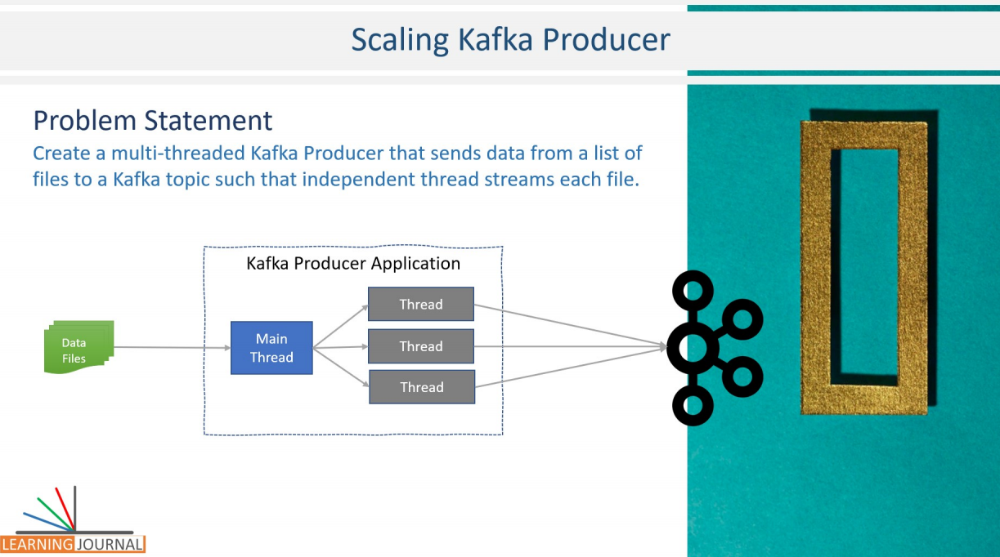 Scaling Kafka Producer
Problem Statement
Create a multi-threaded Kafka Producer that sends data from a list of
files to a Kafka topic such that independent thread streams each file.
Kafka Producer Application
Data
Files
Main
Thread
Thread
Thread
Thread
LEARNING JOURNAL